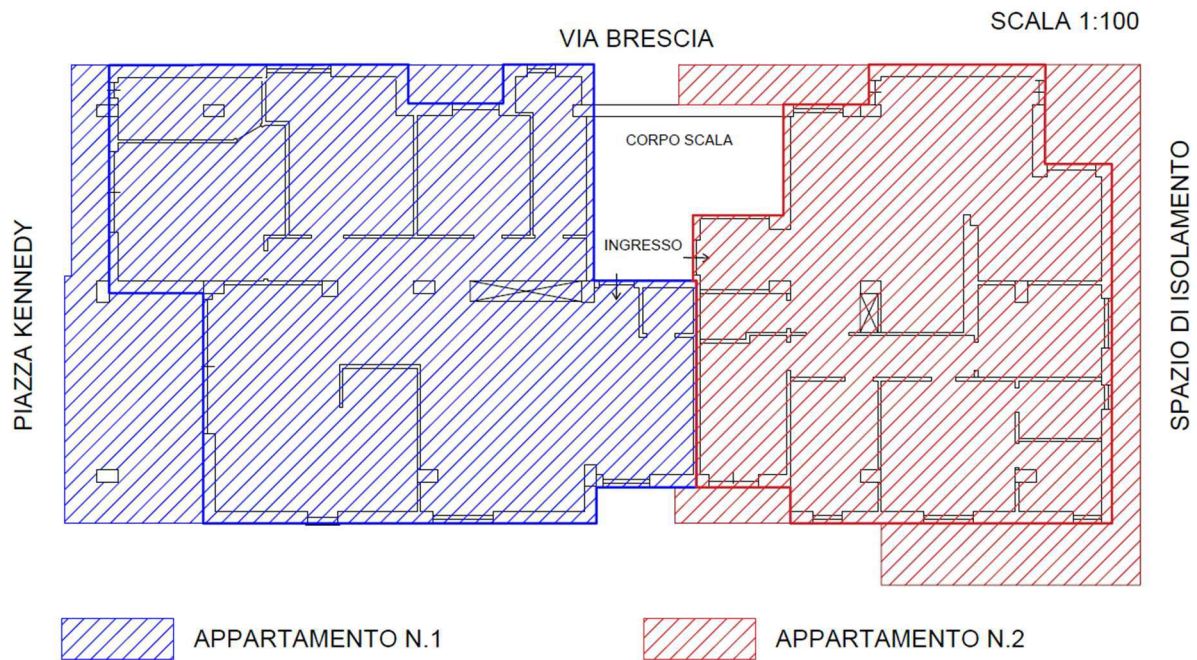 SCALA 1:100
VIA BRESCIA
CORPO SCALA
INGRESSO
PIAZZA KENNEDY
SPAZIO DI ISOLAMENTO
APPARTAMENTO N.1
APPARTAMENTO N.2